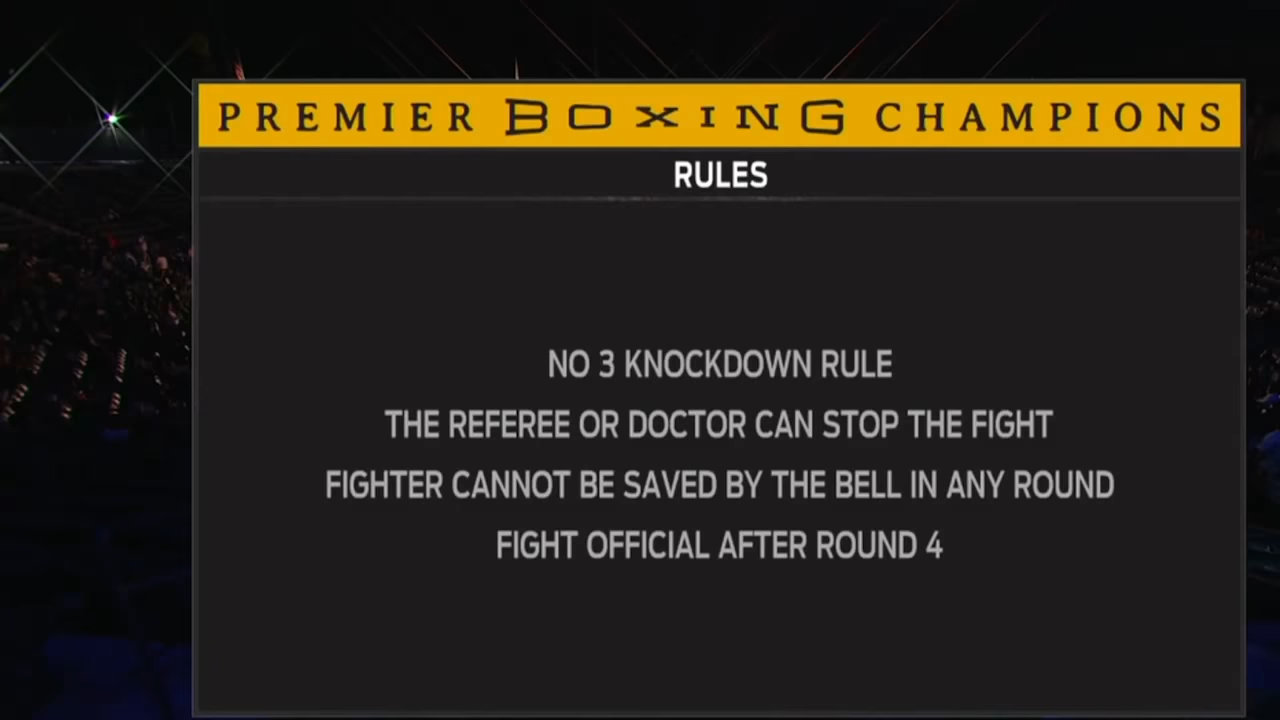 PREMIER BOXING CHAMPIONS
RULES
NO 3 KNOCKDOWN RULE
THE REFEREE OR DOCTOR CAN STOP THE FIGHT
FIGHTER CANNOT BE SAVED BY THE BELL IN ANY ROUND
FIGHT OFFICIAL AFTER ROUND 4